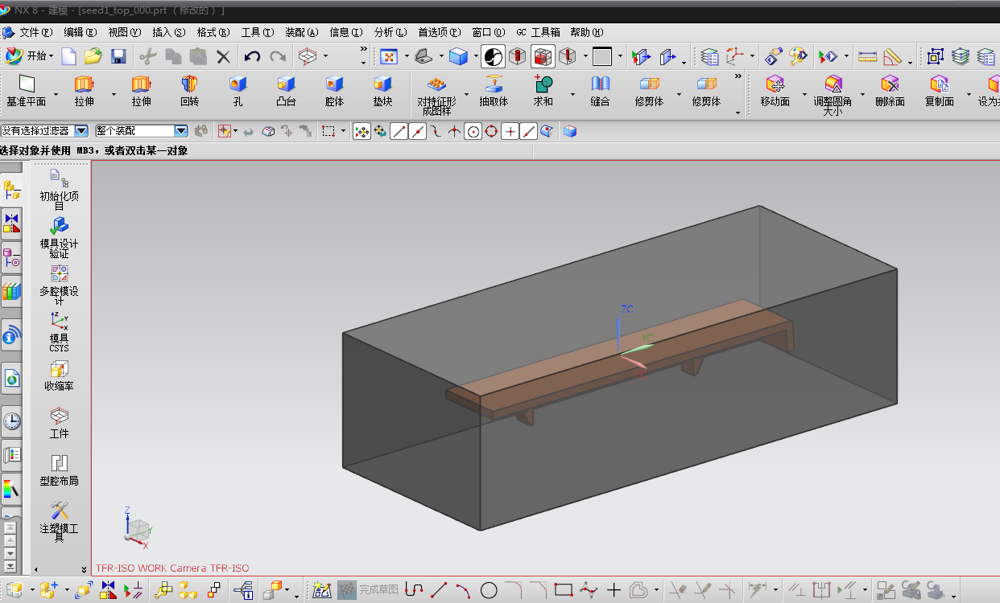 NX 8 - 建模 - [seed1_top_000.prt （修改的） ]
文件(F) 编辑(E) 视图(V) 插入(S) 格式(R) 工具(T) 装配(A) 信息(I) 分析(L) 首选项(P) 窗口(O) GC 工具箱 帮助(H)
开始
基准平面 拉伸 拉伸 回转 孔 凸台 腔体 垫块 对特征形成图样 抽取体 求和 缝合 修剪体 修剪体 移动面 调整圆角大小 删除面 复制面 设为
没有选择过滤器 整个装配
选择对象并使用 MB3，或者双击某一对象
初始化项
目
模具设计
验证
多腔模设
计
模具
CSYS
收缩率
工件
型腔布局
注塑模工
具
ZC
YC
Z
Y
X
TFR-ISO WORK Camera TFR-ISO
完成草图